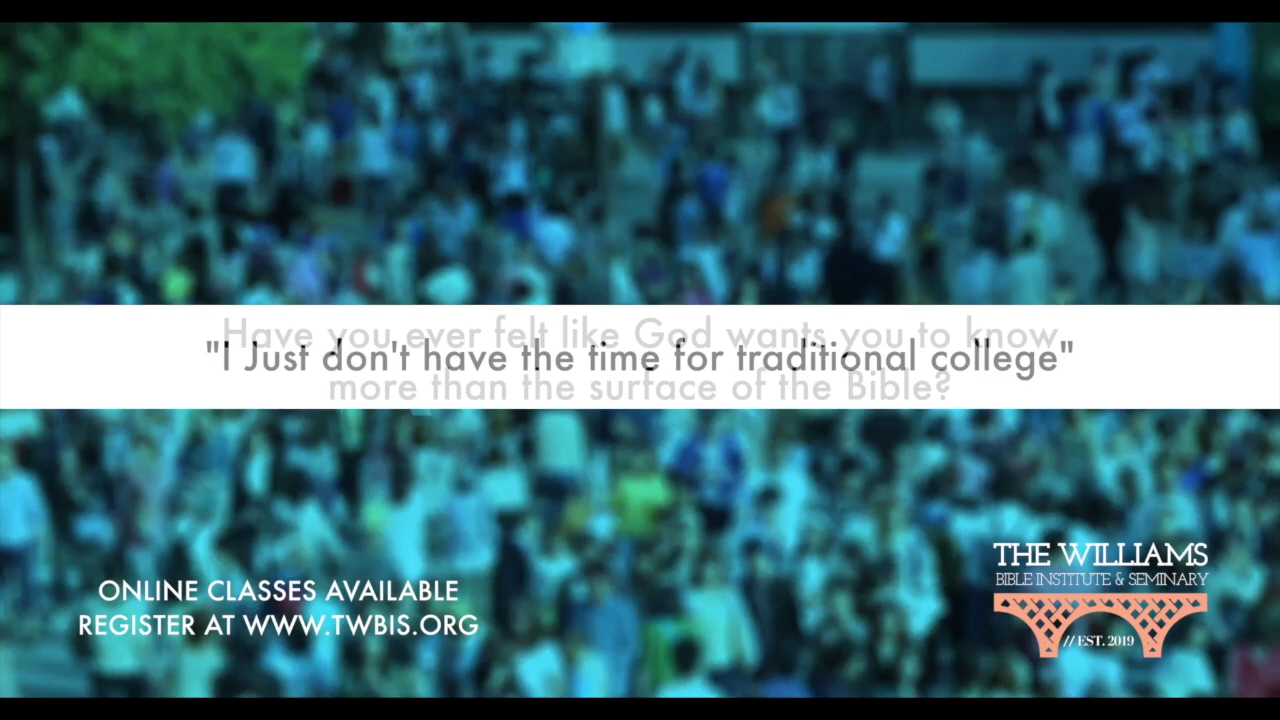 Have you ever felt like God wants you to know
"I Just don't have the time for traditional college"
more than the surface of the Bible?
ONLINE CLASSES AVAILABLE
REGISTER AT WWW.TWBIS.ORG
THE WILLIAMS
BIBLE INSTITUTE & SEMINARY
// EST. 2019